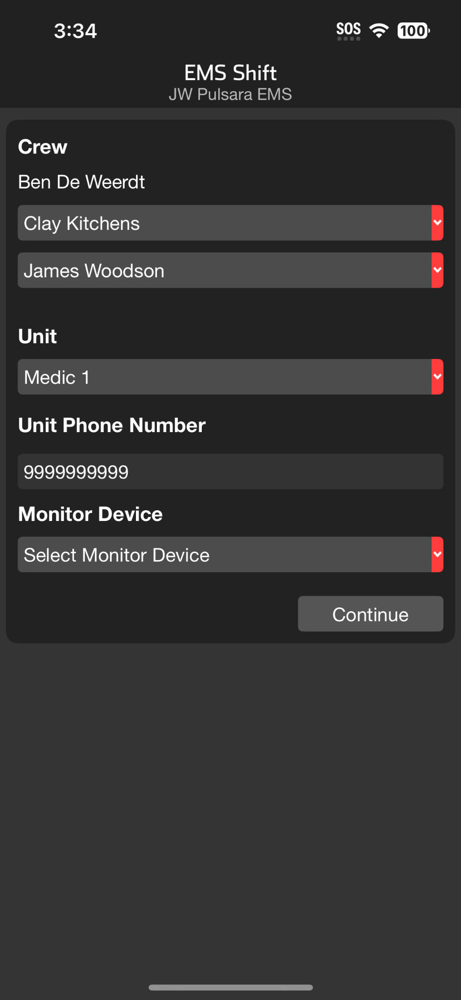 3:34
SOS
100
EMS Shift
JW Pulsara EMS
Crew
Ben De Weerdt
Clay Kitchens
James Woodson
Unit
Medic 1
Unit Phone Number
9999999999
Monitor Device
Select Monitor Device
Continue